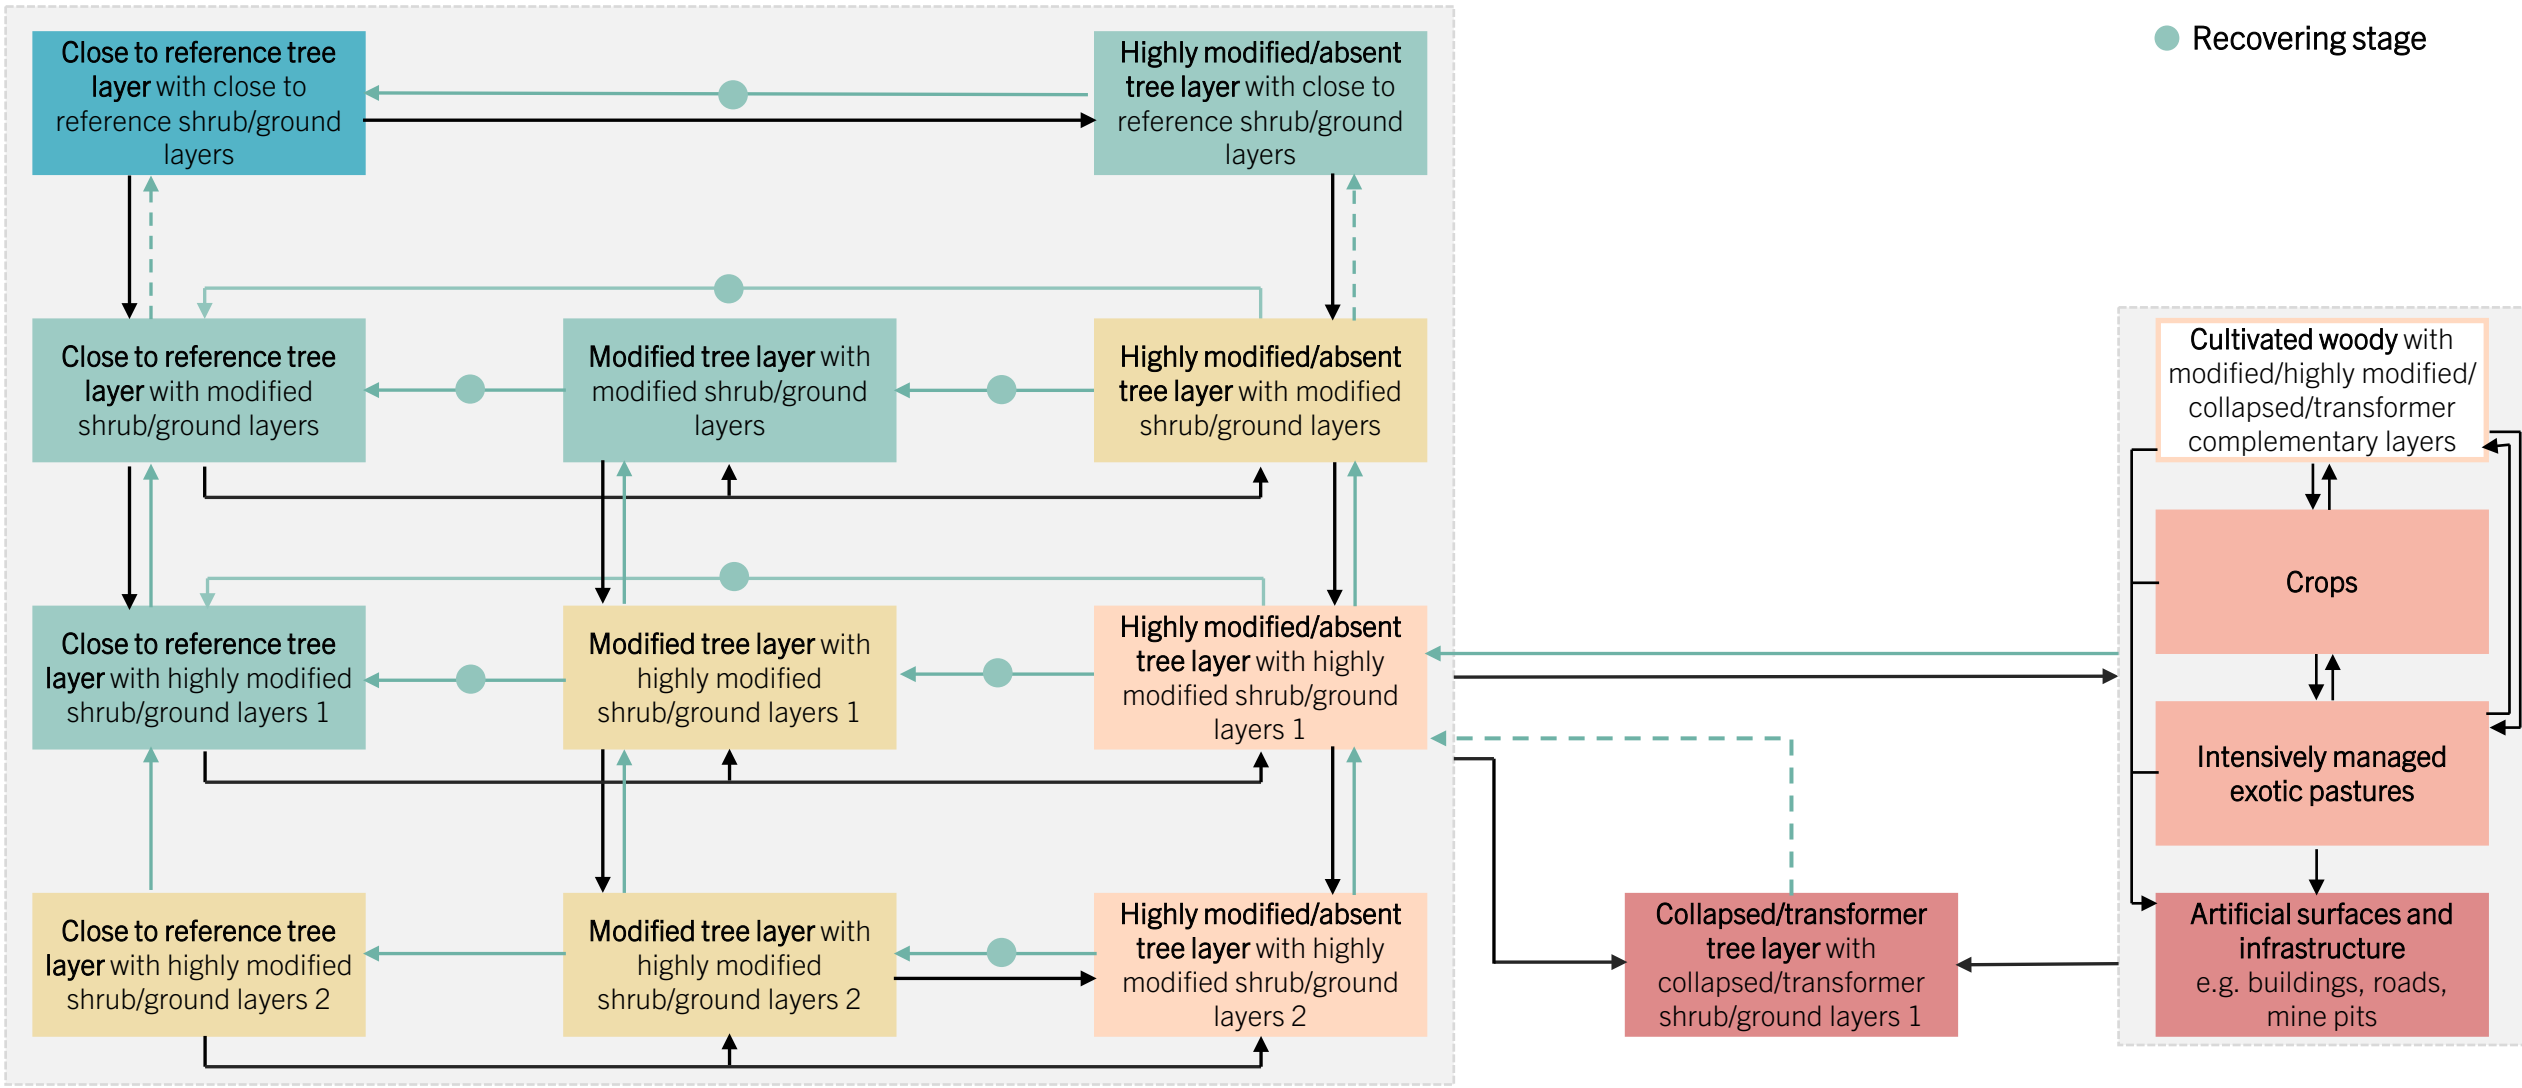 Close to reference tree
layer with close to
reference shrub/ground
layers
Highly modified/absent
tree layer with close to
reference shrub/ground
layers
Recovering stage
Close to reference tree
layer with modified
shrub/ground layers
Modified tree layer with
modified shrub/ground
layers
Highly modified/absent
tree layer with modified
shrub/ground layers
Cultivated woody with
modified/highly modified/
collapsed/transformer
complementary layers
Crops
Close to reference tree
layer with highly modified
shrub/ground layers 1
Modified tree layer with
highly modified
shrub/ground layers 1
Highly modified/absent
tree layer with highly
modified shrub/ground
layers 1
Intensively managed
exotic pastures
Close to reference tree
layer with highly modified
shrub/ground layers 2
Modified tree layer with
highly modified
shrub/ground layers 2
Highly modified/absent
tree layer with highly
modified shrub/ground
layers 2
Collapsed/transformer
tree layer with
collapsed/transformer
shrub/ground layers 1
Artificial surfaces and
infrastructure
e.g. buildings, roads,
mine pits